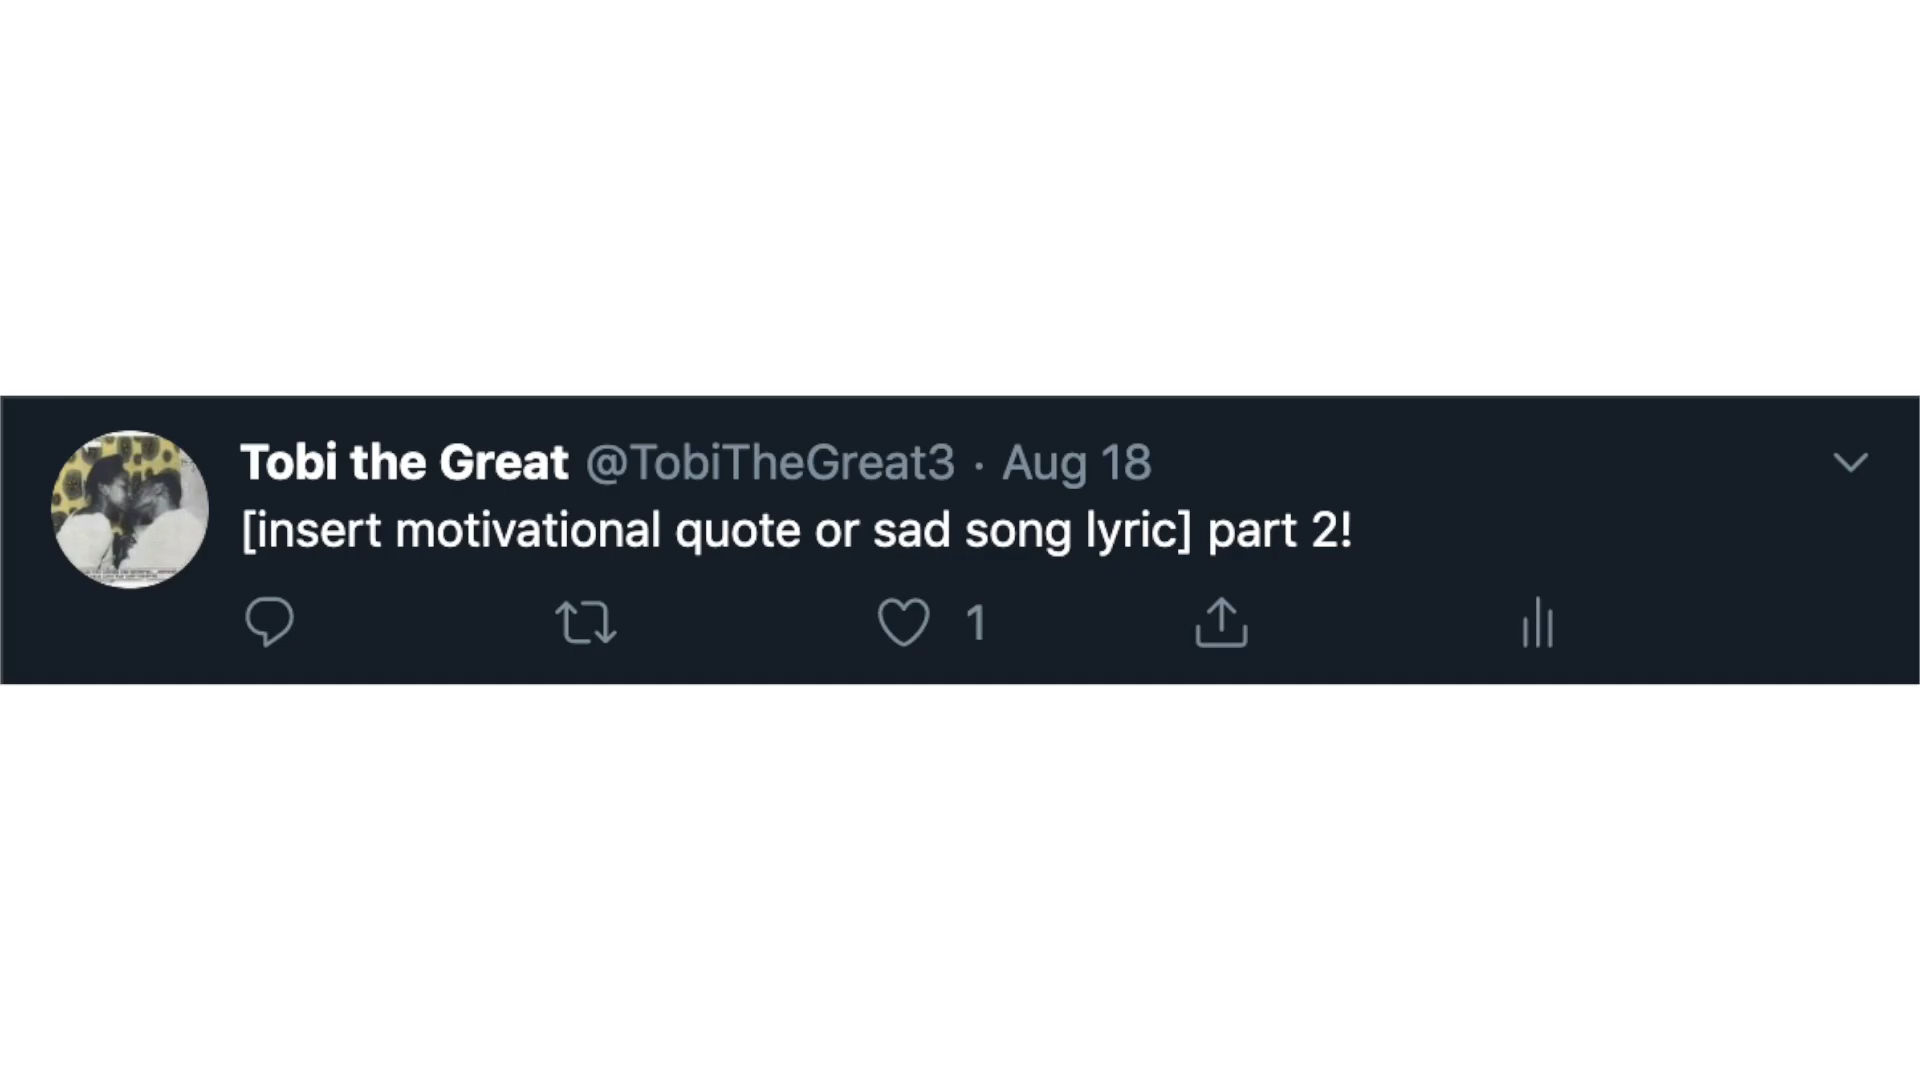 Tobi the Great @TobiTheGreat3 · Aug 18
[insert motivational quote or sad song lyric] part 2!
1